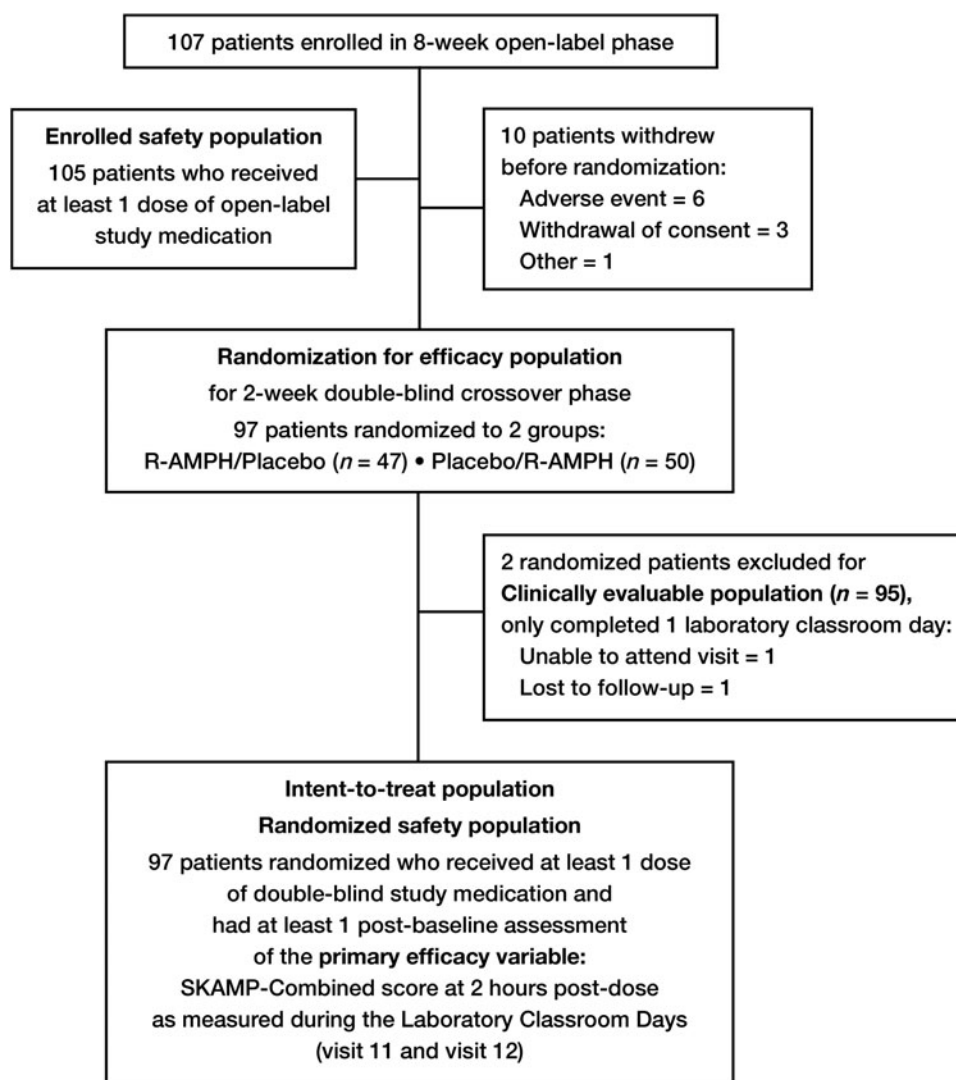 107 patients enrolled in 8-week open-label phase
Enrolled safety population
105 patients who received
at least 1 dose of open-label
study medication
10 patients withdrew
before randomization:
Adverse event = 6
Withdrawal of consent = 3
Other = 1
Randomization for efficacy population
for 2-week double-blind crossover phase
97 patients randomized to 2 groups:
R-AMPH/Placebo (n = 47) • Placebo/R-AMPH (n = 50)
2 randomized patients excluded for
Clinically evaluable population (n = 95),
only completed 1 laboratory classroom day:
Unable to attend visit = 1
Lost to follow-up = 1
Intent-to-treat population
Randomized safety population
97 patients randomized who received at least 1 dose
of double-blind study medication and
had at least 1 post-baseline assessment
of the primary efficacy variable:
SKAMP-Combined score at 2 hours post-dose
as measured during the Laboratory Classroom Days
(visit 11 and visit 12)